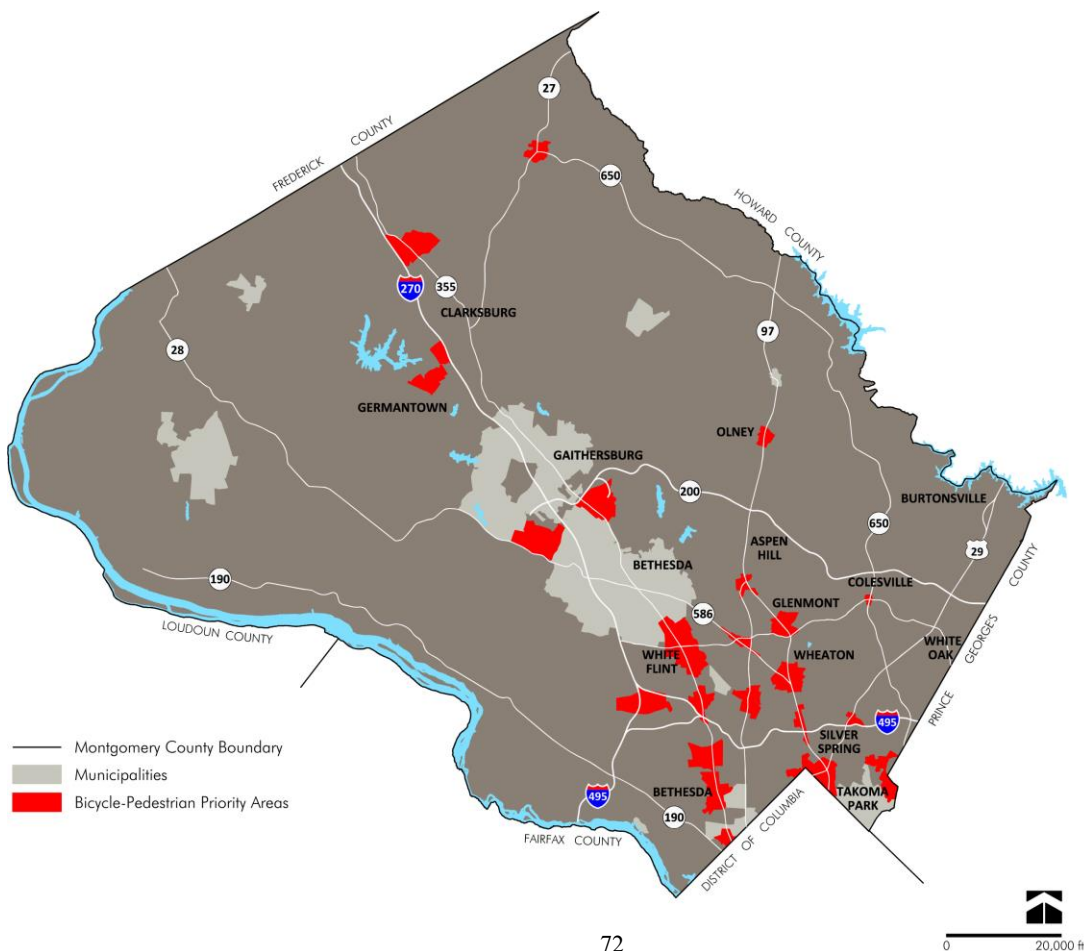 27
FREDERICK COUNTY
650
HOWARD COUNTY
270
355
CLARKSBURG
97
28
GERMANTOWN
OLNEY
GAITHERSBURG
200
BURTONSVILLE
650
29
ASPEN
HILL
190
BETHESDA
COLESVILLE
586
GLENMONT
LOUDOUN COUNTY
WHITE
FLINT
WHEATON
WHITE
OAK
PRINCE GEORGES COUNTY
495
SILVER
SPRING
Montgomery County Boundary
Municipalities
Bicycle-Pedestrian Priority Areas
495
BETHESDA
TAKOMA
PARK
190
FAIRFAX COUNTY
DISTRICT OF COLUMBIA
72
0 20,000 ft